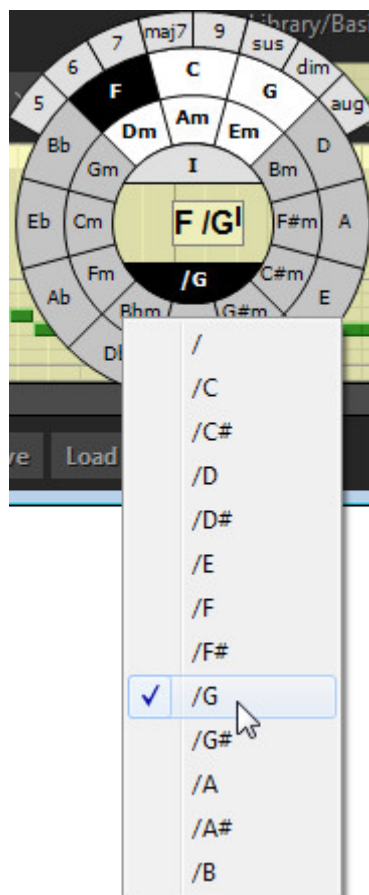 Library/Bas
5
6
7
maj7
9
sus
dim
aug
F
C
G
Bb
Dm
Am
Em
D
Gm
I
Bm
Eb
Cm
F /G
F#m
A
Ab
Fm
/G
C#m
E
Bbm
G#m
Load
/
/C
/C#
/D
/D#
/E
/F
/F#
/G
/G#
/A
/A#
/B